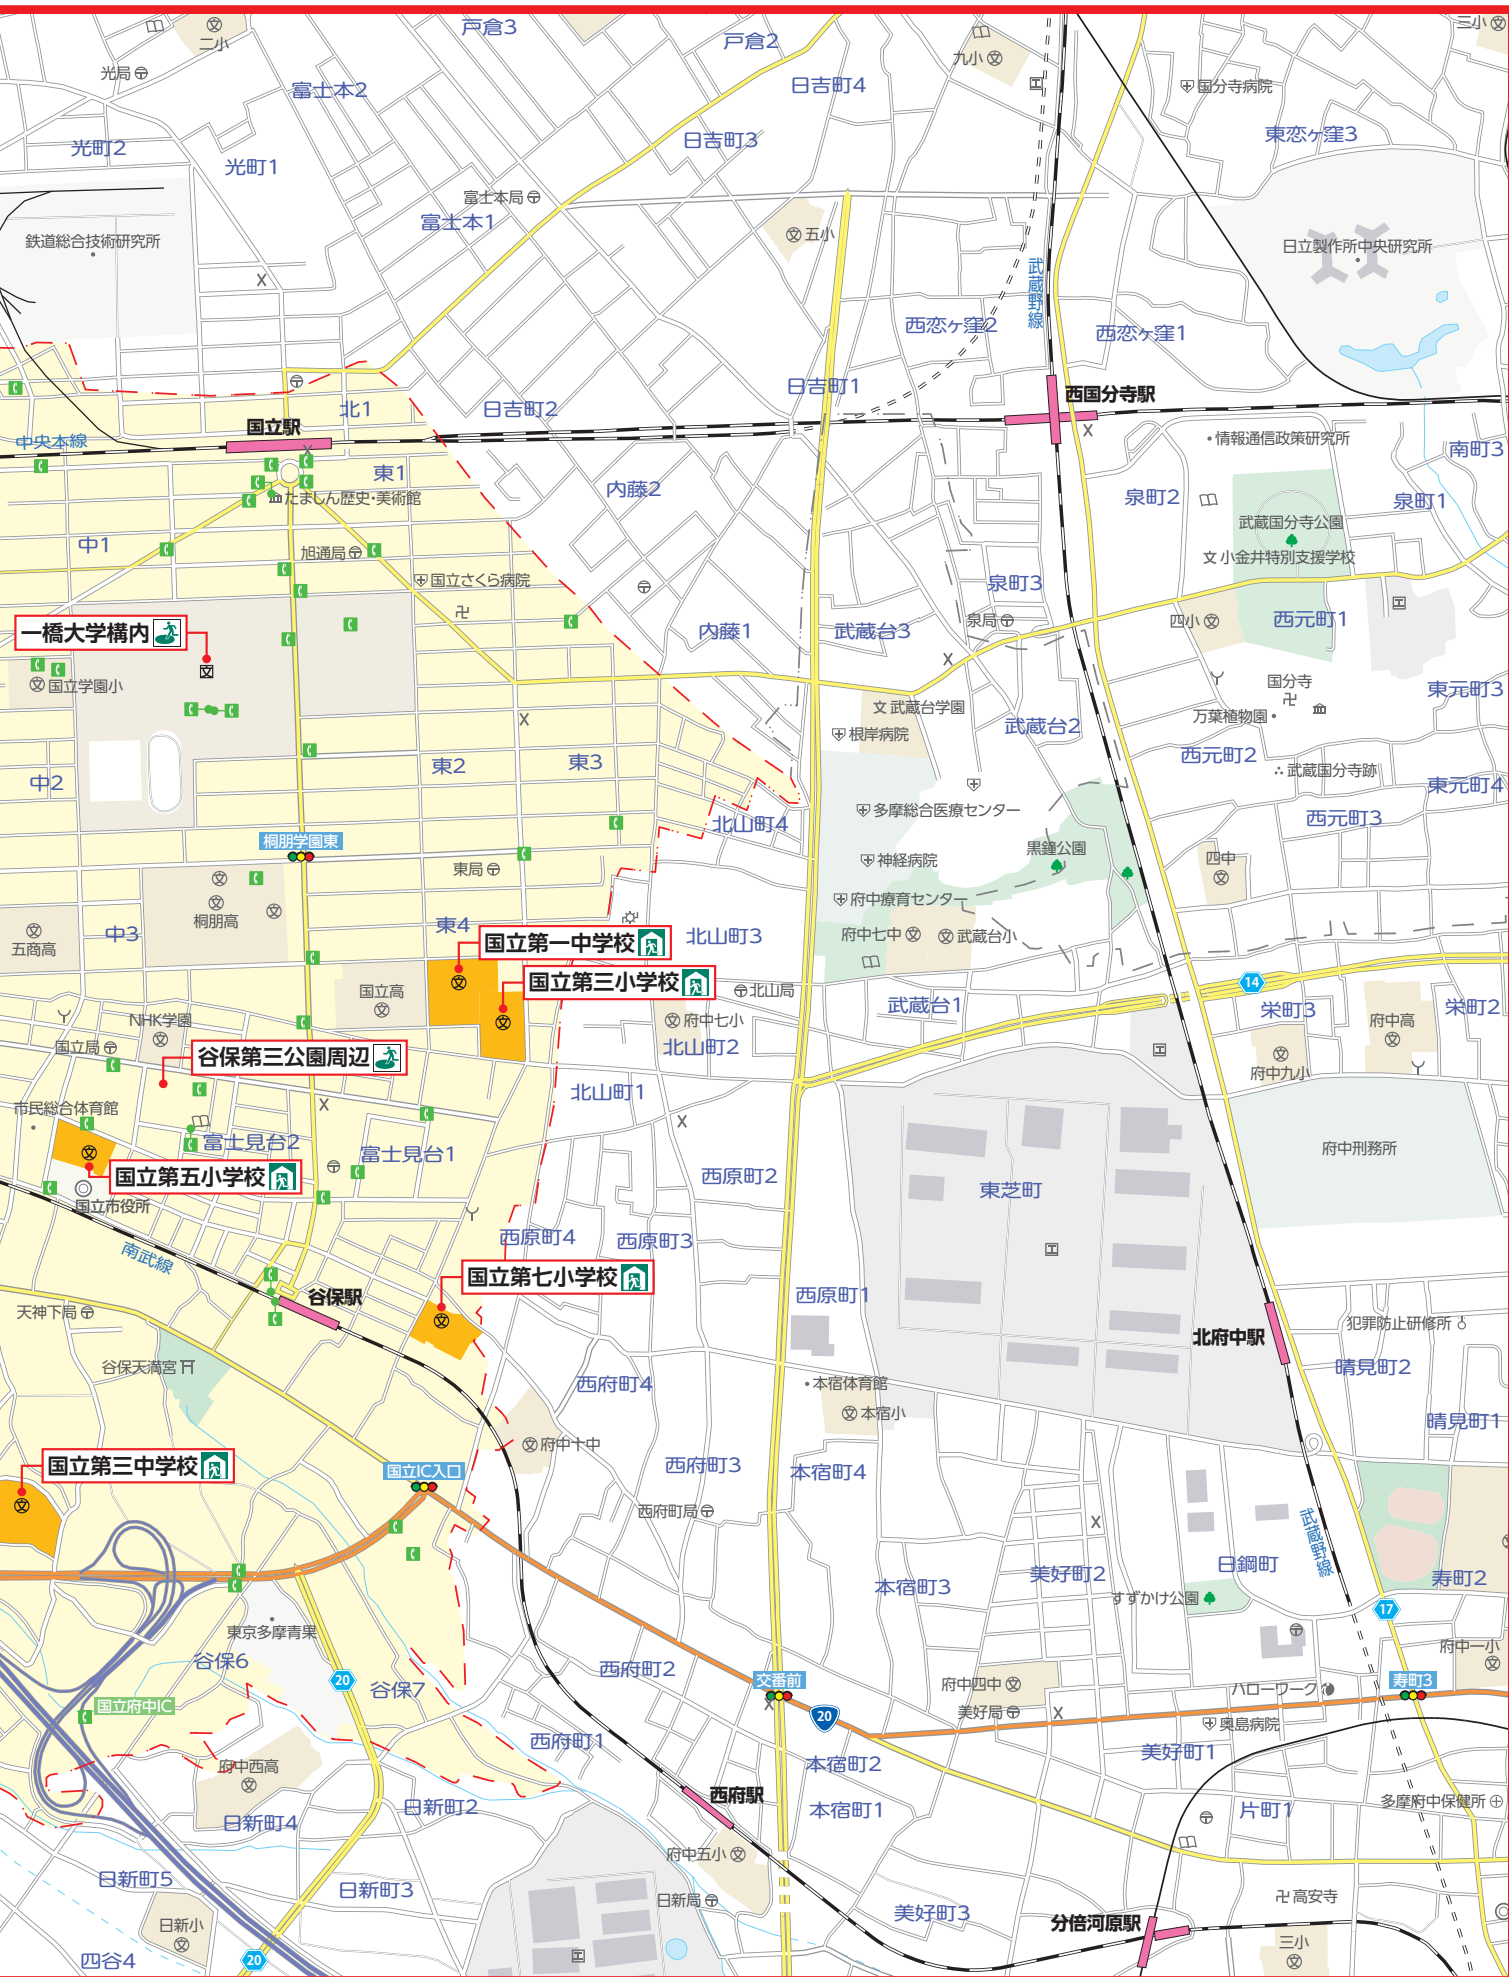 戸倉3
戸倉2
三小
二小
光局
富士本2
九小
日吉町4
国分寺病院
光町2
光町1
日吉町3
東恋ヶ窪3
富士本局
富士本1
五小
鉄道総合技術研究所
日立製作所中央研究所
武蔵野線
西恋ヶ窪2
西恋ヶ窪1
北1
日吉町2
日吉町1
西国分寺駅
国立駅
中央本線
情報通信政策研究所
南町3
東1
たましん歴史・美術館
内藤2
泉町2
泉町1
武蔵国分寺公園
中1
旭通局
小金井特別支援学校
国立さくら病院
泉町3
泉局
四小
西元町1
一橋大学構内
内藤1
武蔵台3
国立学園小
国分寺
東元町3
武蔵台学園
万葉植物園
根岸病院
武蔵台2
西元町2
中2
東2
東3
武蔵国分寺跡
東元町4
多摩総合医療センター
西元町3
北山町4
桐朋学園東
黒鐘公園
神経病院
四中
東局
府中療育センター
桐朋高
中3
五商高
東4
国立第一中学校
北山町3
府中七中
武蔵台小
国立第三小学校
国立高
北山局
武蔵台1
14
栄町3
栄町2
NHK学園
府中七小
府中高
国立局
谷保第三公園周辺
北山町2
府中九小
北山町1
市民総合体育館
富士見台2
富士見台1
府中刑務所
国立第五小学校
西原町2
東芝町
国立市役所
南武線
西原町4
西原町3
国立第七小学校
谷保駅
西原町1
天神下局
北府中駅
犯罪防止研修所
谷保天満宮
晴見町2
西府町4
本宿体育館
本宿小
晴見町1
府中十中
国立第三中学校
国立IC入口
西府町3
本宿町4
西府町局
武蔵野線
日鋼町
美好町2
本宿町3
寿町2
すずかけ公園
17
東京多摩青果
谷保6
西府町2
府中一小
20
谷保7
交番前
府中四中
寿町3
ハローワーク
国立府中IC
20
美好局
奥島病院
西府町1
美好町1
府中西高
本宿町2
西府駅
日新町4
日新町2
本宿町1
片町1
多摩府中保健所
府中五小
日新町5
日新町3
日新局
高安寺
日新小
美好町3
分倍河原駅
三小
四谷4
20